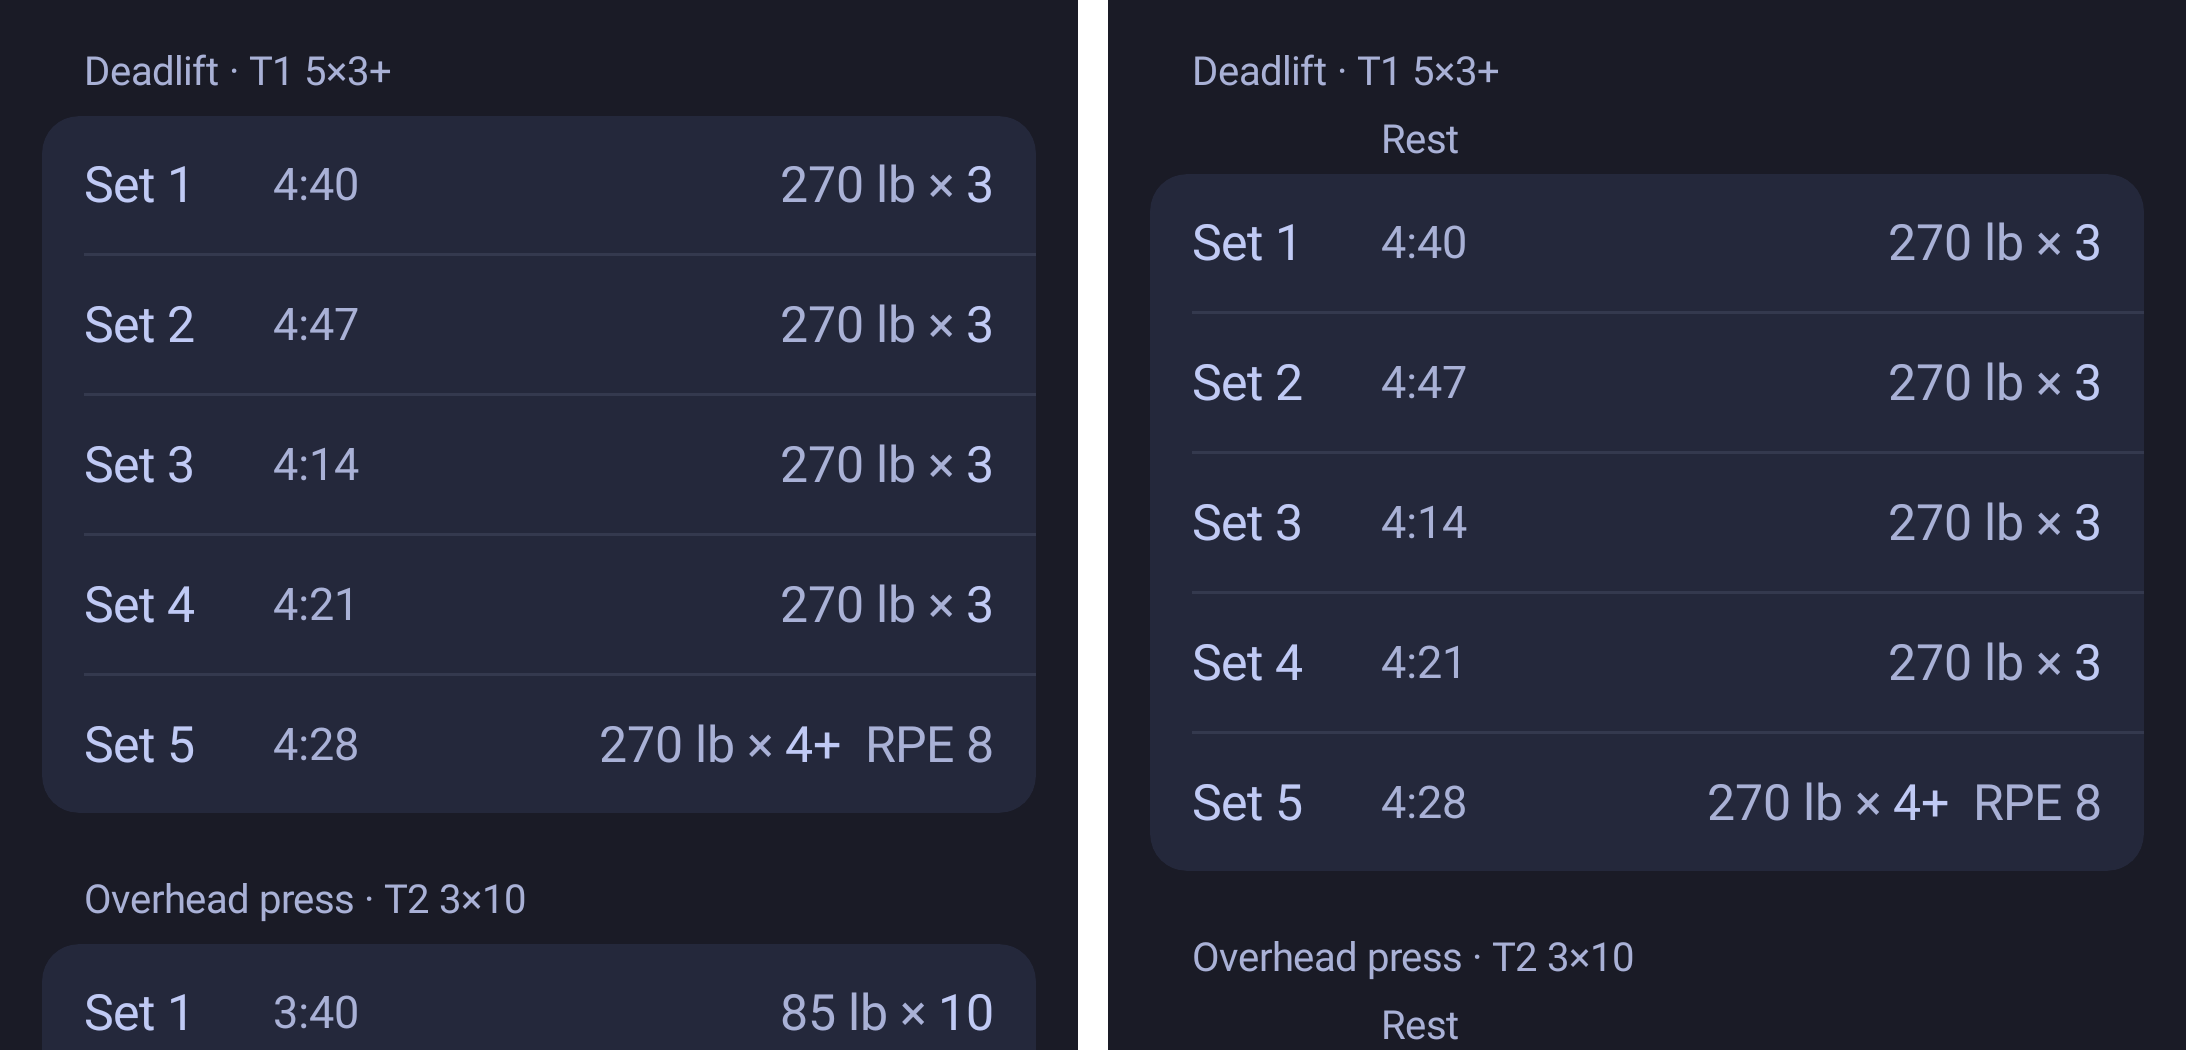 Deadlift · T1 5×3+
Set 1 4:40 270 lb × 3
Set 2 4:47 270 lb × 3
Set 3 4:14 270 lb × 3
Set 4 4:21 270 lb × 3
Set 5 4:28 270 lb × 4+ RPE 8
Overhead press · T2 3×10
Set 1 3:40 85 lb × 10
Deadlift · T1 5×3+
Rest
Set 1 4:40 270 lb × 3
Set 2 4:47 270 lb × 3
Set 3 4:14 270 lb × 3
Set 4 4:21 270 lb × 3
Set 5 4:28 270 lb × 4+ RPE 8
Overhead press · T2 3×10
Rest